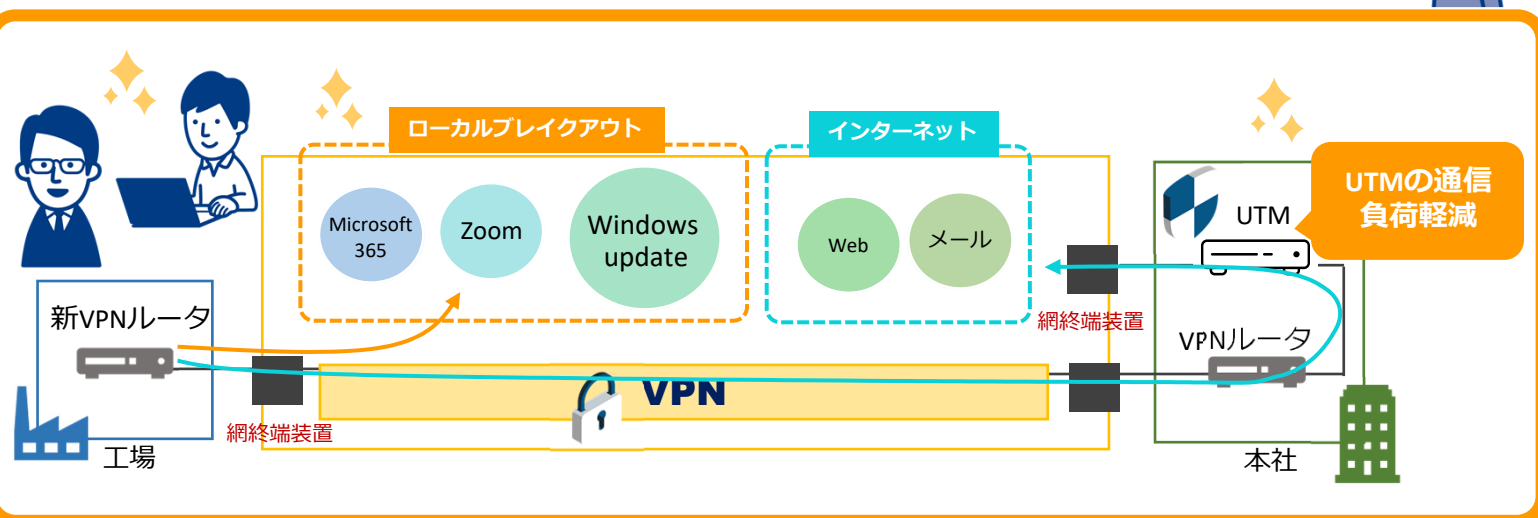 ローカルブレイクアウト
インターネット
UTMの通信
負荷軽減
Microsoft
365
Zoom
Windows
update
Web
メール
UTM
新VPNルータ
網終端装置
VPNルータ
VPN
網終端装置
工場
本社